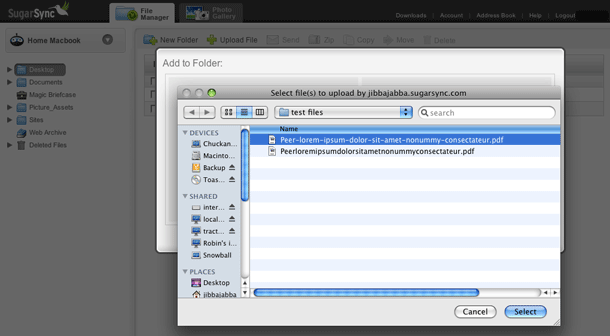 SugarSync
File Manager
Photo Gallery
Downloads | Account | Address Book | Help | Logout
Home Macbook
New Folder Upload File Send Zip Copy Move Delete
Desktop
Documents
Magic Briefcase
Picture_Assets
Sites
Web Archive
Deleted Files
Add to Folder:
Select file(s) to upload by jibbajabba.sugarsync.com
test files
search
DEVICES
Chuckan...
Macinto...
Backup
Toas...
SHARED
inter...
local...
tract...
Robin's i...
Snowball
PLACES
Desktop
jibbajabba
Name
Peer-lorem-ipsum-dolor-sit-amet-nonummy-consectateur.pdf
Peerloremipsumdolorsitametnonummyconsectateur.pdf
Cancel Select